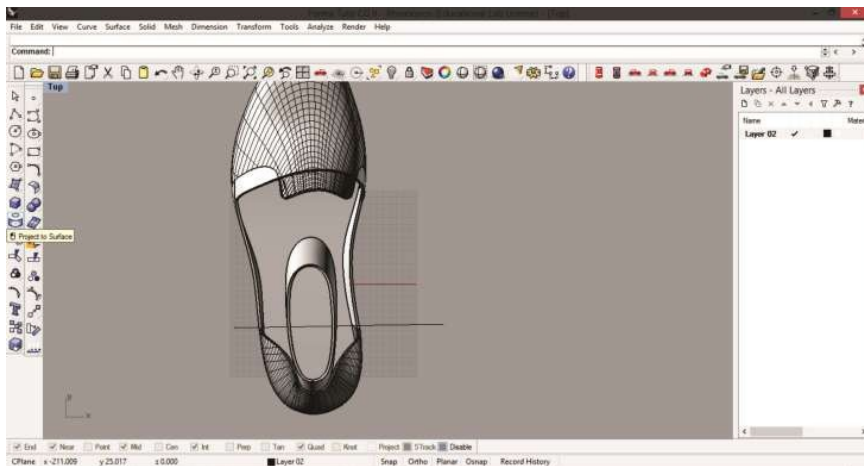 File Edit View Curve Surface Solid Mesh Dimension Transform Tools Analyze Render Help
Command:
Top
Layers - All Layers
Name
Layer 02
Project to Surface
y
x
End Near Point Mid Cen Int Perp Tan Quad Knot Project STrack Disable
CPlane x -211.009 y 25.017 z 0.000 Layer 02 Snap Ortho Planar Osnap Record History